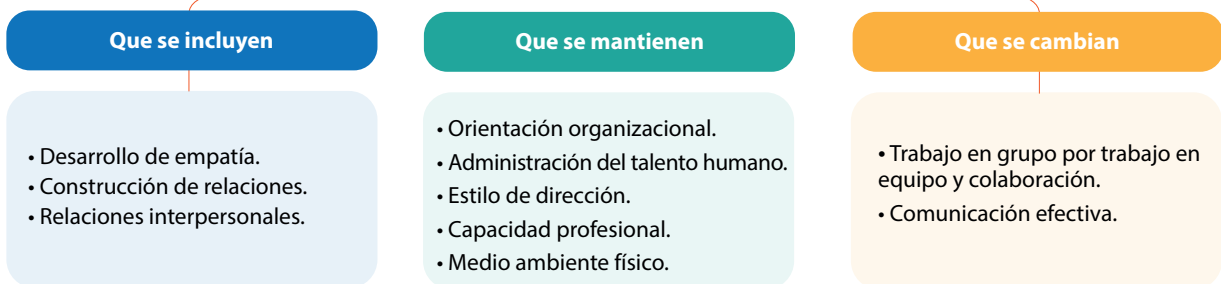 Que se incluyen
• Desarrollo de empatía.
• Construcción de relaciones.
• Relaciones interpersonales.
Que se mantienen
• Orientación organizacional.
• Administración del talento humano.
• Estilo de dirección.
• Capacidad profesional.
• Medio ambiente físico.
Que se cambian
• Trabajo en grupo por trabajo en
equipo y colaboración.
• Comunicación efectiva.